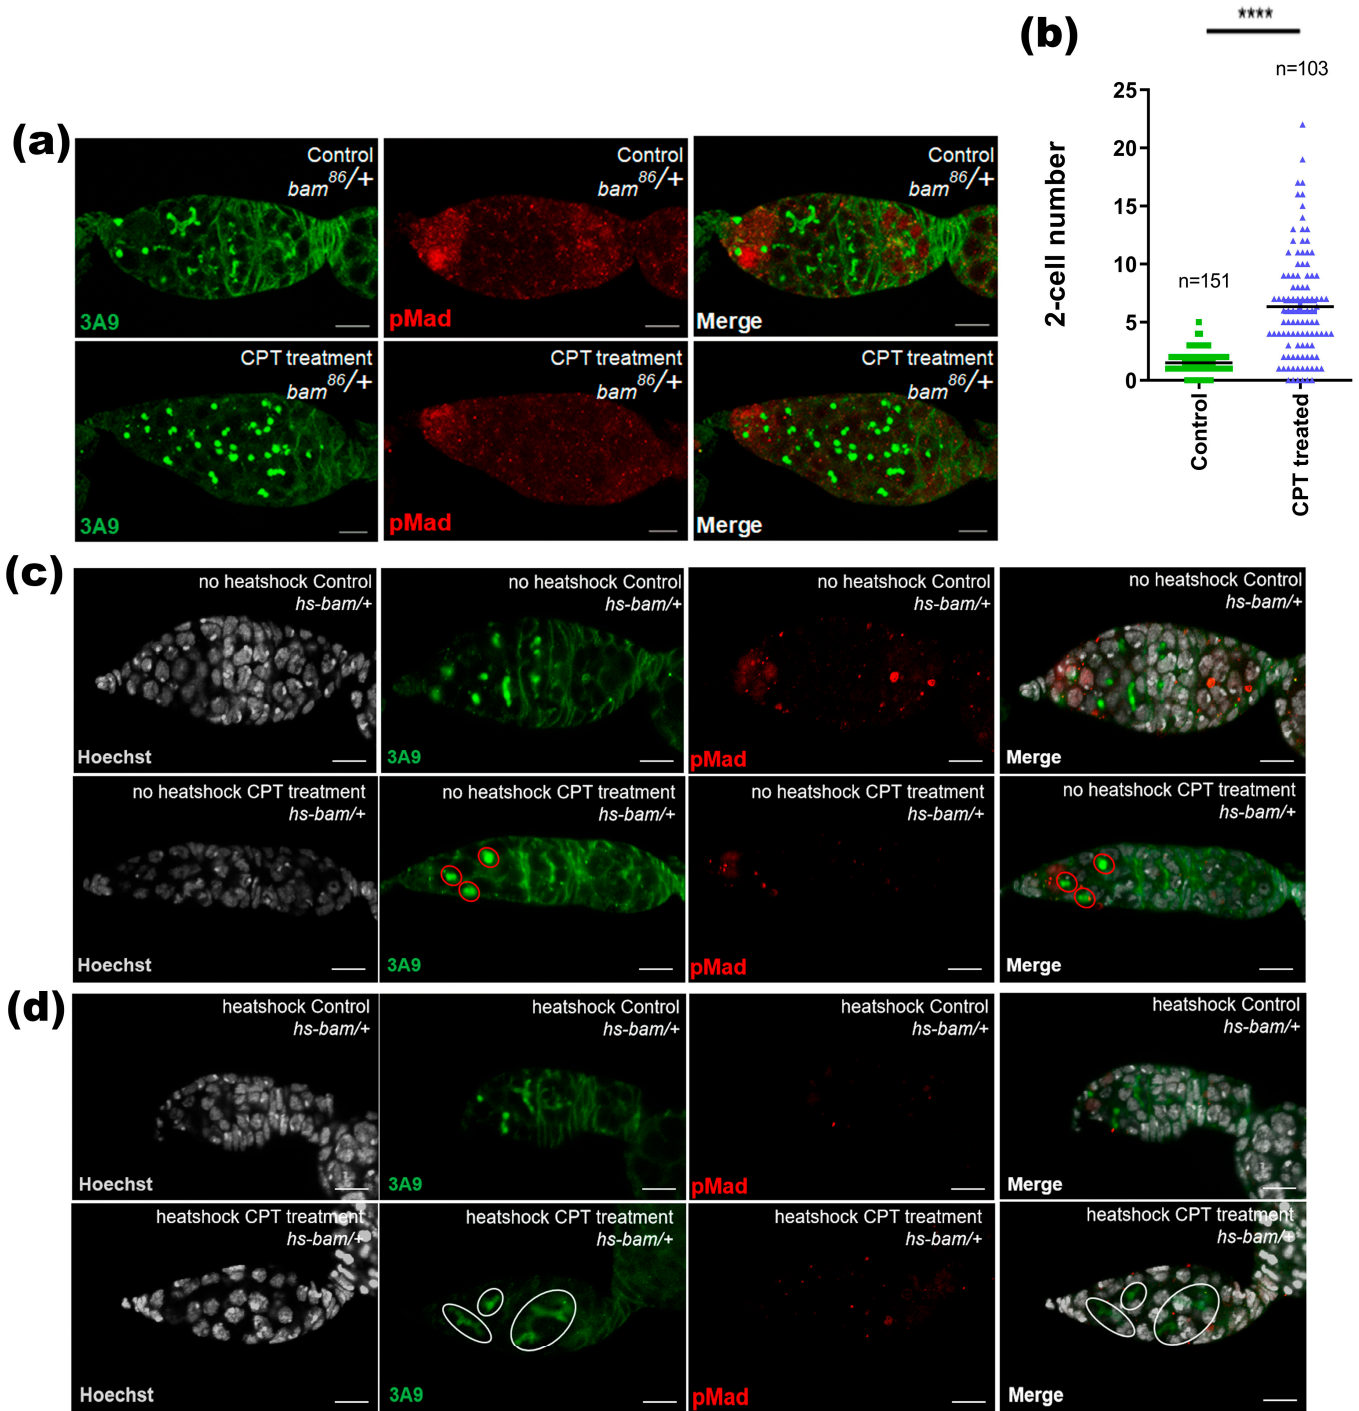 (a)
Control
bam86/+
3A9
Control
bam86/+
pMad
Control
bam86/+
Merge
CPT treatment
bam86/+
3A9
CPT treatment
bam86/+
pMad
CPT treatment
bam86/+
Merge
(b)
****
n=103
n=151
25
20
15
10
5
0
2-cell number
Control
CPT treated
(c)
no heatshock Control
hs-bam/+
Hoechst
no heatshock Control
hs-bam/+
3A9
no heatshock Control
hs-bam/+
pMad
no heatshock Control
hs-bam/+
Merge
no heatshock CPT treatment
hs-bam/+
Hoechst
no heatshock CPT treatment
hs-bam/+
3A9
no heatshock CPT treatment
hs-bam/+
pMad
no heatshock CPT treatment
hs-bam/+
Merge
(d)
heatshock Control
hs-bam/+
Hoechst
heatshock Control
hs-bam/+
3A9
heatshock Control
hs-bam/+
pMad
heatshock Control
hs-bam/+
Merge
heatshock CPT treatment
hs-bam/+
Hoechst
heatshock CPT treatment
hs-bam/+
3A9
heatshock CPT treatment
hs-bam/+
pMad
heatshock CPT treatment
hs-bam/+
Merge